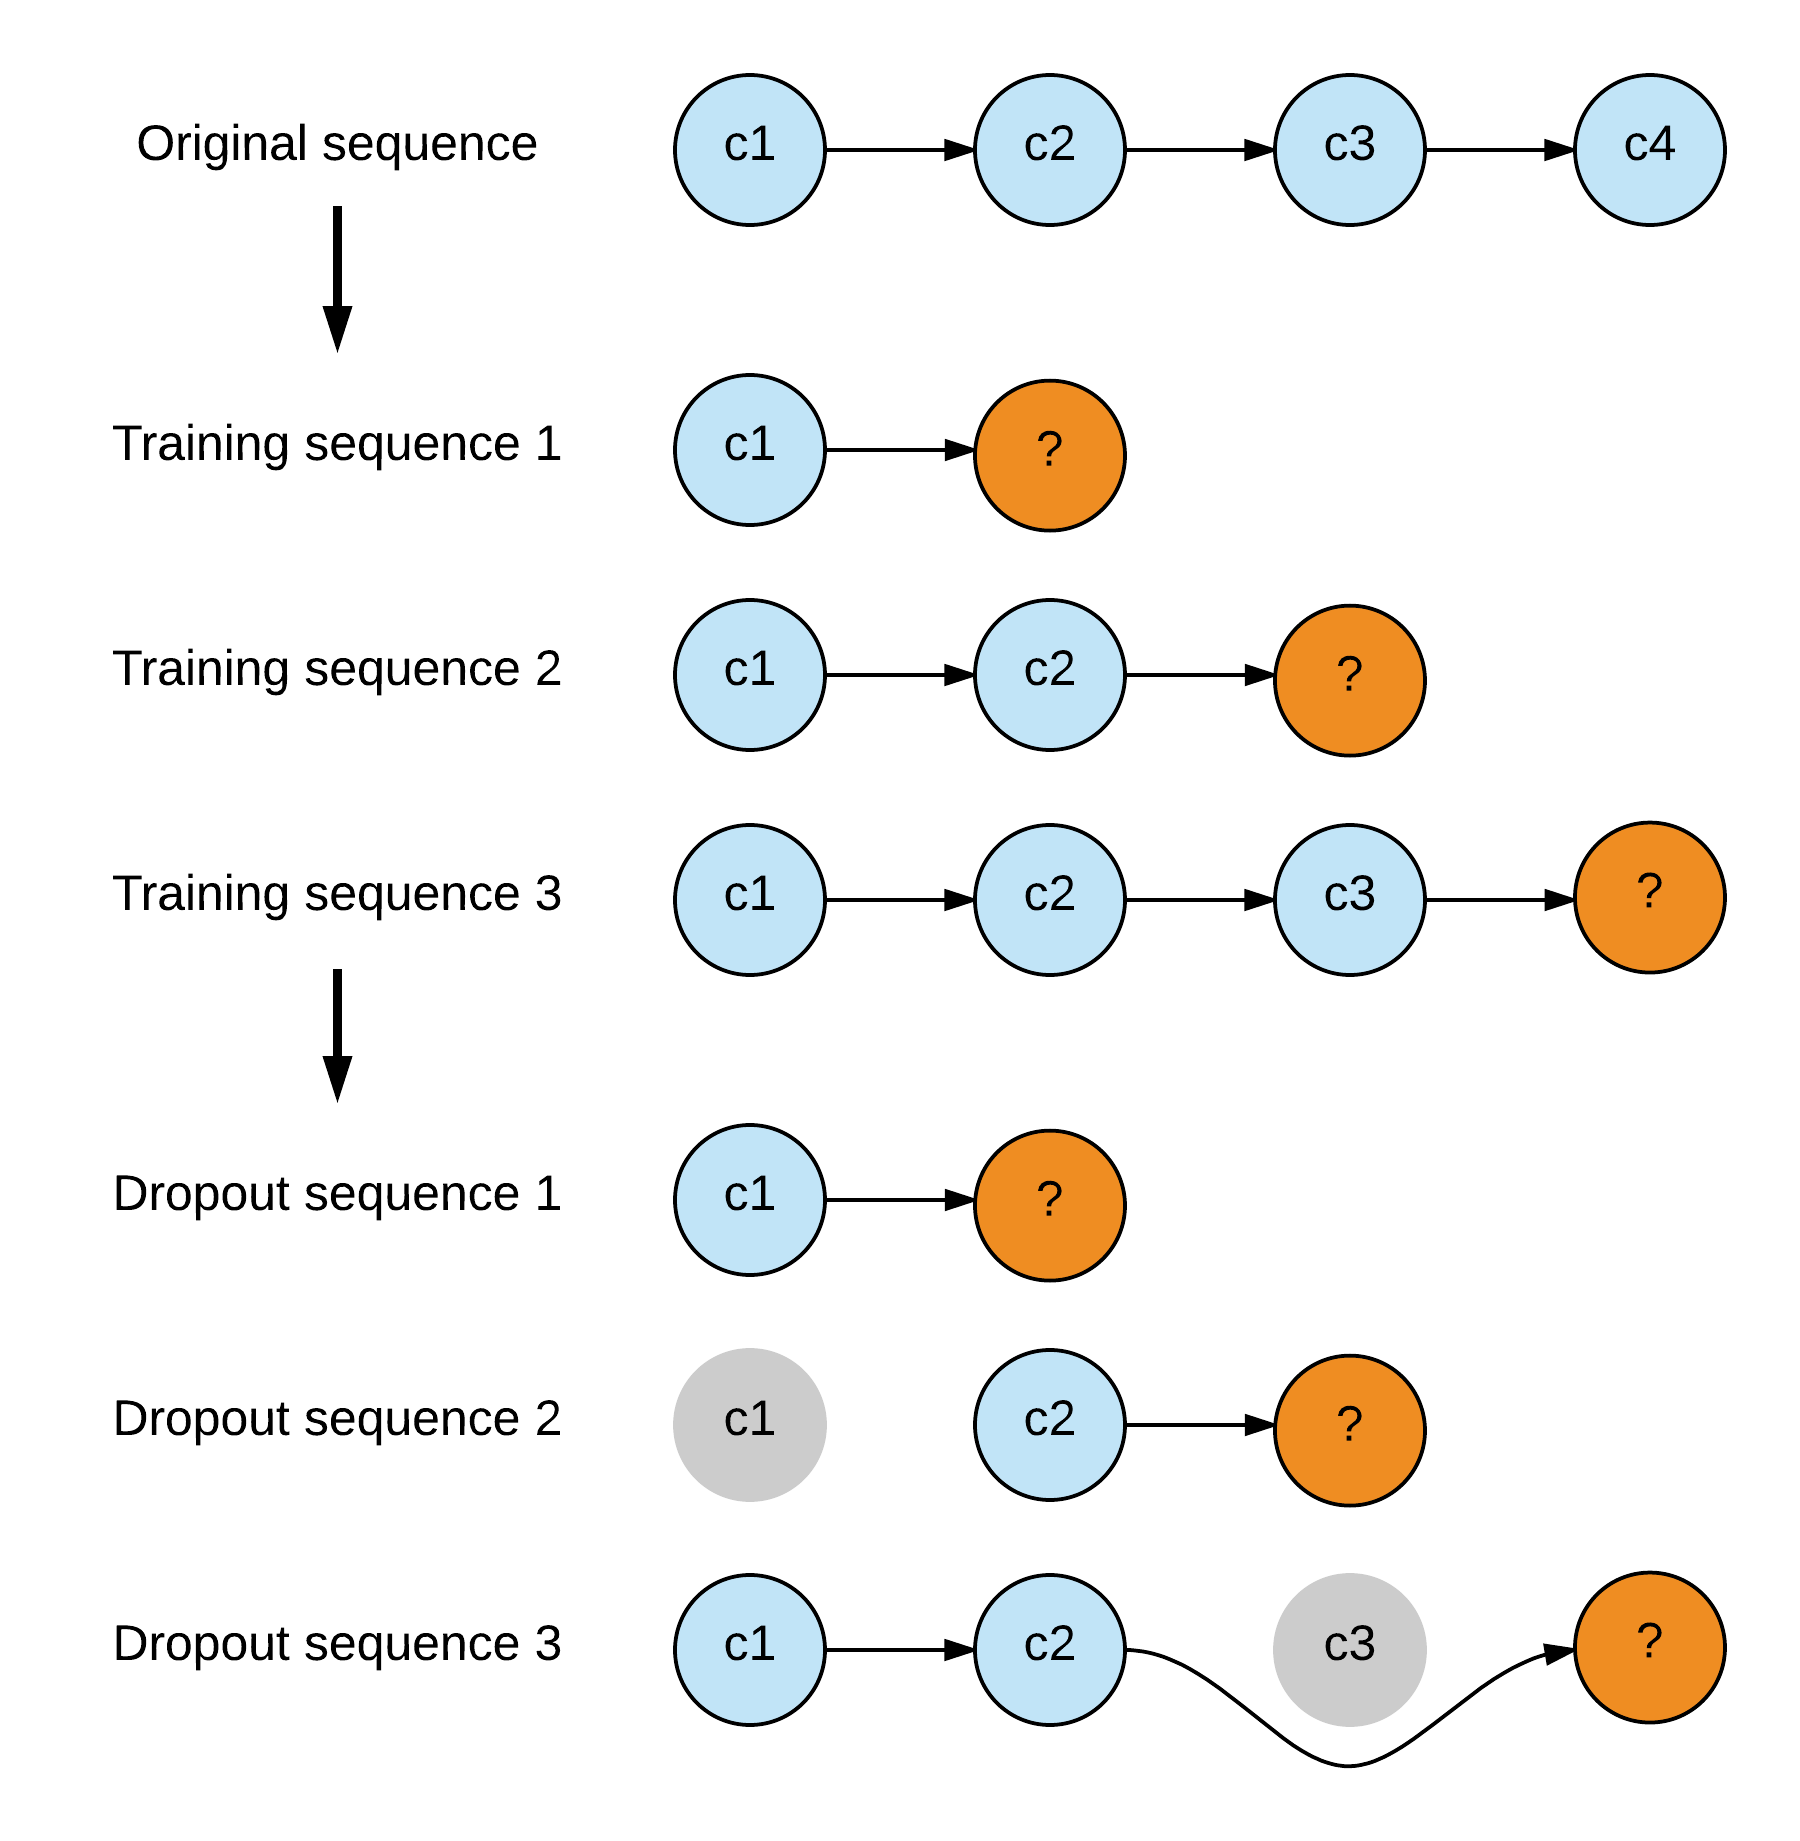 Original sequence c1 c2 c3 c4
Training sequence 1 c1 ?
Training sequence 2 c1 c2 ?
Training sequence 3 c1 c2 c3 ?
Dropout sequence 1 c1 ?
Dropout sequence 2 c1 c2 ?
Dropout sequence 3 c1 c2 c3 ?